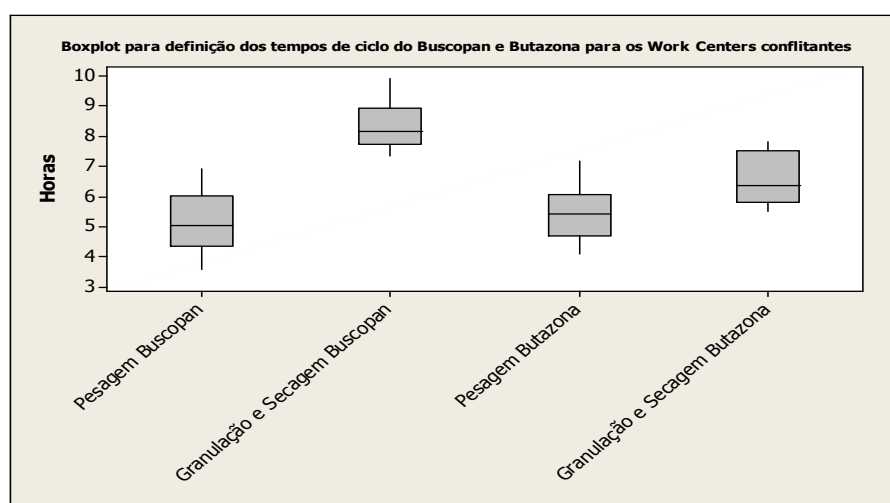 Boxplot para definição dos tempos de ciclo do Buscopan e Butazona para os Work Centers conflitantes
Horas
10
9
8
7
6
5
4
3
Pesagem Buscopan
Granulação e Secagem Buscopan
Pesagem Butazona
Granulação e Secagem Butazona